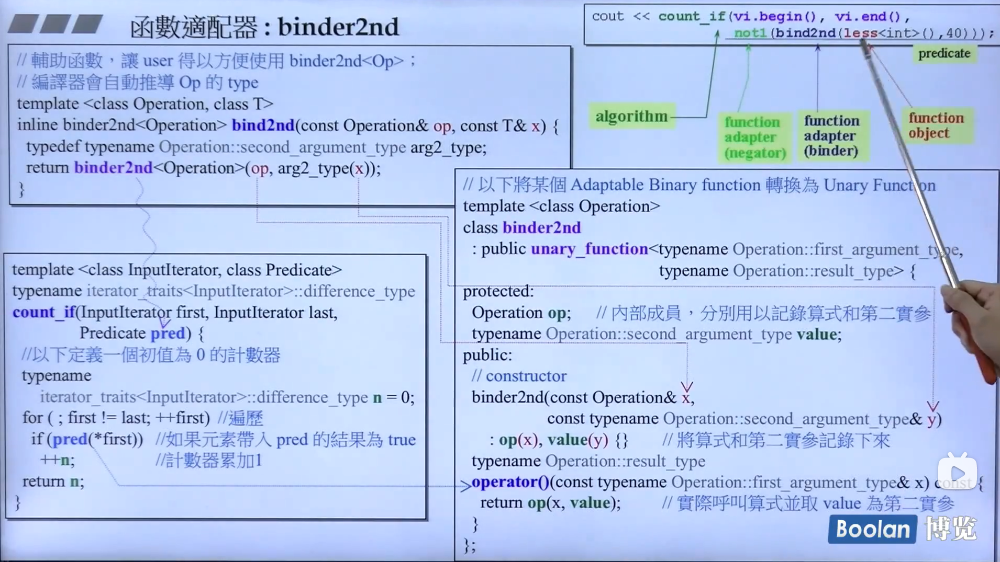 函數適配器 : binder2nd
cout << count_if(vi.begin(), vi.end(),
not1(bind2nd(less<int>(),40)));
predicate
algorithm
function
adapter
(negator)
function
adapter
(binder)
function
object
// 輔助函數，讓 user 得以方便使用 binder2nd<Op>；
// 編譯器會自動推導 Op 的 type
template <class Operation, class T>
inline binder2nd<Operation> bind2nd(const Operation& op, const T& x) {
typedef typename Operation::second_argument_type arg2_type;
return binder2nd<Operation>(op, arg2_type(x));
}
template <class InputIterator, class Predicate>
typename iterator_traits<InputIterator>::difference_type
count_if(InputIterator first, InputIterator last,
Predicate pred) {
//以下定義一個初值為 0 的計數器
typename
iterator_traits<InputIterator>::difference_type n = 0;
for ( ; first != last; ++first) //遍歷
if (pred(*first)) //如果元素帶入 pred 的結果為 true
++n; //計數器累加1
return n;
}
// 以下將某個 Adaptable Binary function 轉換為 Unary Function
template <class Operation>
class binder2nd
: public unary_function<typename Operation::first_argument_type,
typename Operation::result_type> {
protected:
Operation op; // 內部成員，分別用以記錄算式和第二實參
typename Operation::second_argument_type value;
public:
// constructor
binder2nd(const Operation& x,
const typename Operation::second_argument_type& y)
: op(x), value(y) {} // 將算式和第二實參記錄下來
typename Operation::result_type
operator()(const typename Operation::first_argument_type& x) const {
return op(x, value); // 實際呼叫算式並取 value 為第二實參
}
};
Boolan 博览